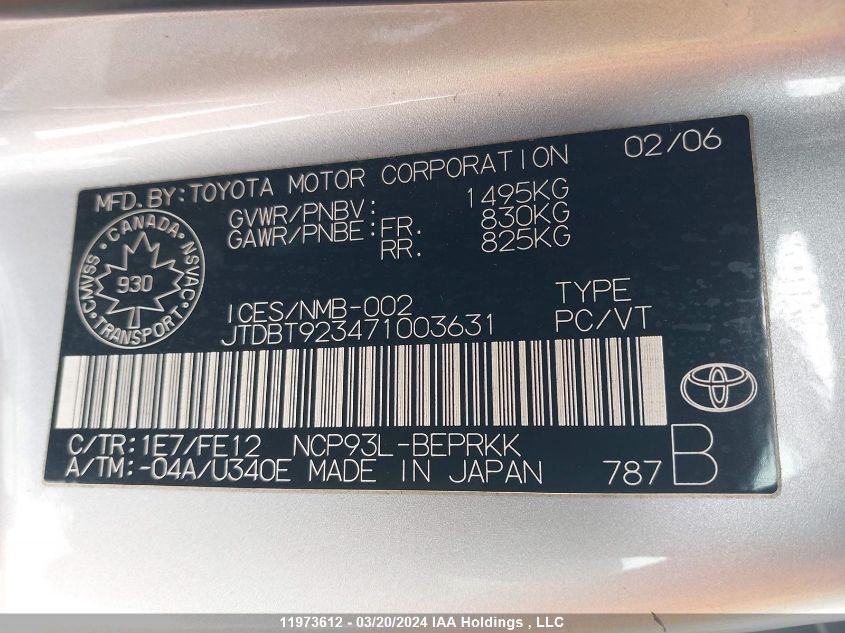 MFD. BY: TOYOTA MOTOR CORPORATION 02/06
GVWR/PNBV: 1495KG
GAWR/PNBE: FR. 830KG
RR. 825KG
CANADA
CMVSS 930 NSVAC
TRANSPORT
ICES/NMB-002 TYPE
JTDBT923471003631 PC/VT
C/TR: 1E7/FE12 NCP93L-BEPRKK
A/TM: -04A/U340E MADE IN JAPAN 787 B
11973612 - 03/20/2024 IAA Holdings , LLC